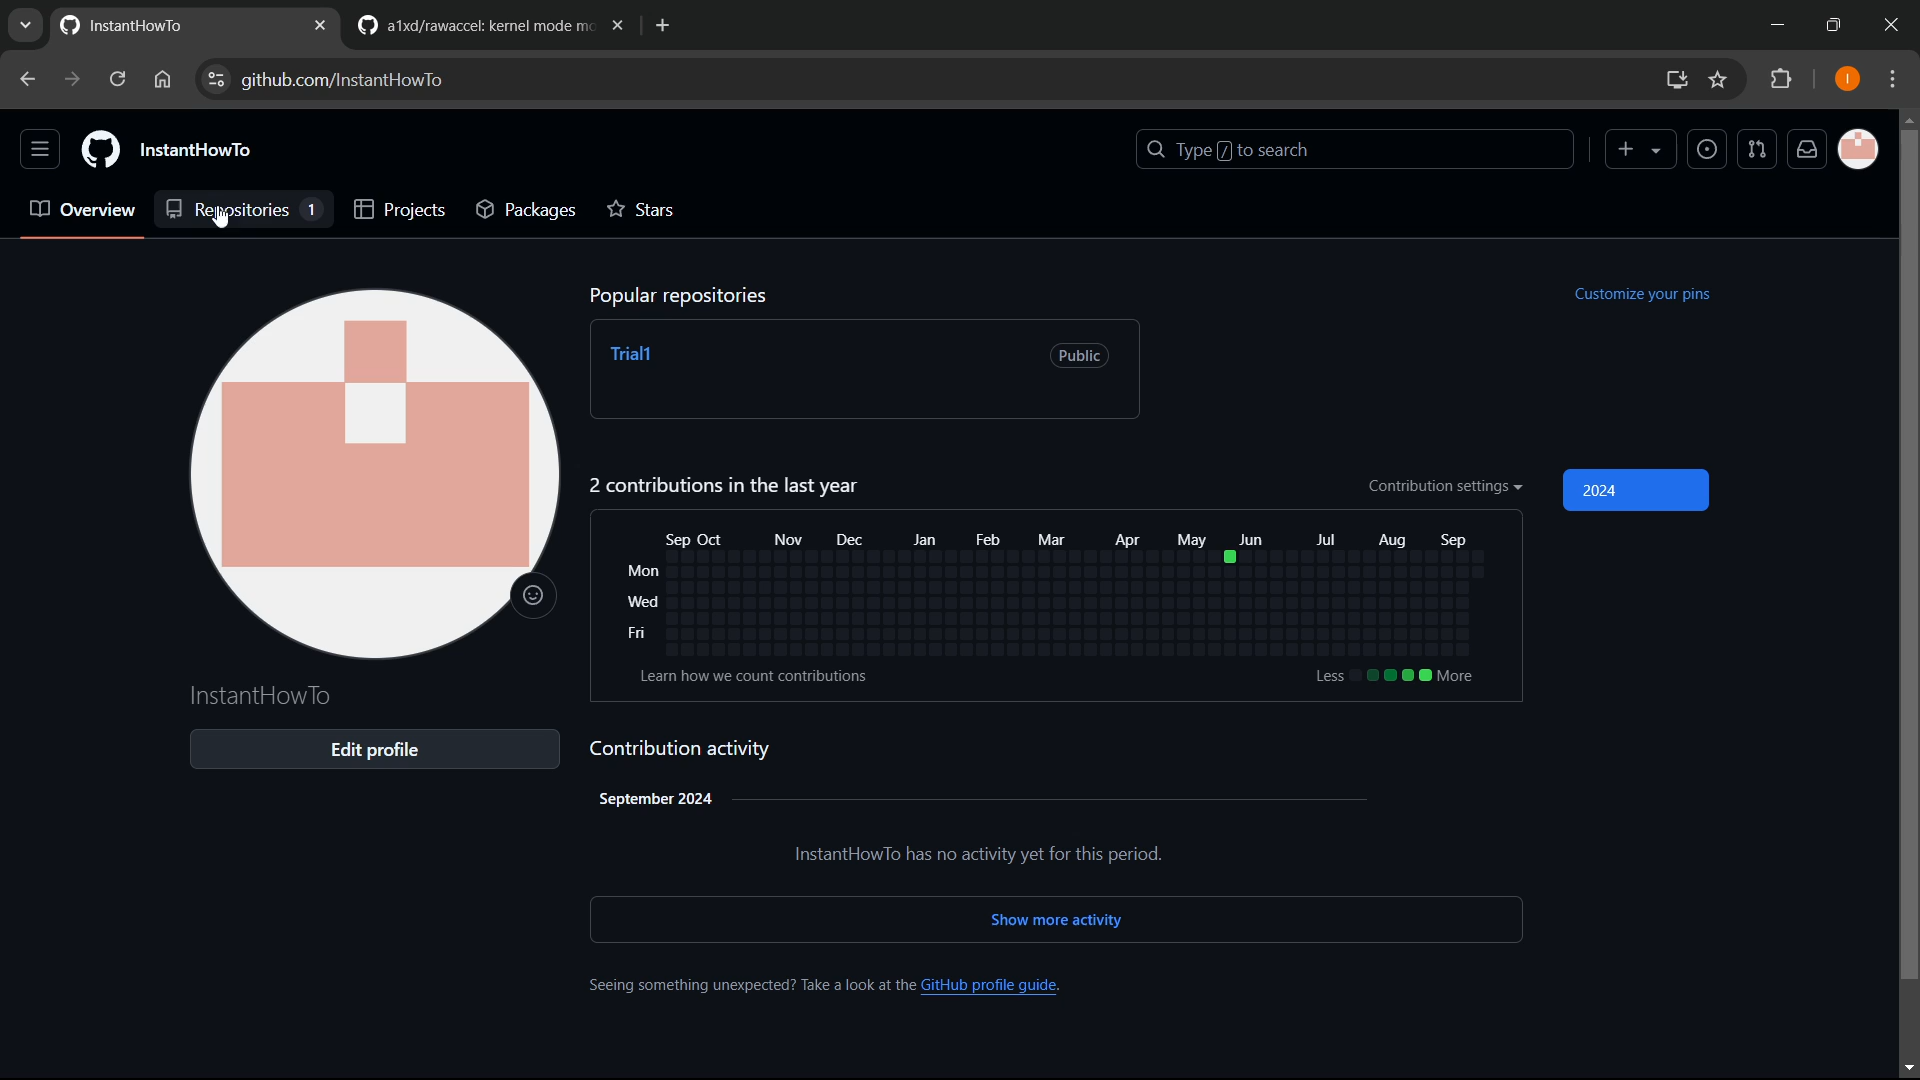 InstantHowTo
a1xd/rawaccel: kernel mode mo
github.com/InstantHowTo
I
InstantHowTo
Type / to search
Overview
Repositories 1
Projects
Packages
Stars
Popular repositories
Customize your pins
Trial1
Public
2 contributions in the last year
Contribution settings
2024
Sep Oct Nov Dec Jan Feb Mar Apr May Jun Jul Aug Sep
Mon
Wed
Fri
Learn how we count contributions
Less More
InstantHowTo
Edit profile
Contribution activity
September 2024
InstantHowTo has no activity yet for this period.
Show more activity
Seeing something unexpected? Take a look at the GitHub profile guide.